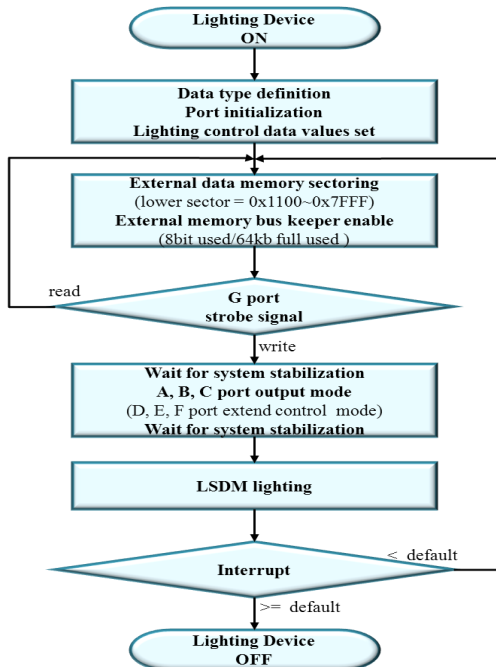 Lighting Device
ON
Data type definition
Port initialization
Lighting control data values set
External data memory sectoring
(lower sector = 0x1100~0x7FFF)
External memory bus keeper enable
(8bit used/64kb full used )
read
G port
strobe signal
write
Wait for system stabilization
A, B, C port output mode
(D, E, F port extend control  mode)
Wait for system stabilization
LSDM lighting
< default
Interrupt
>= default
Lighting Device
OFF